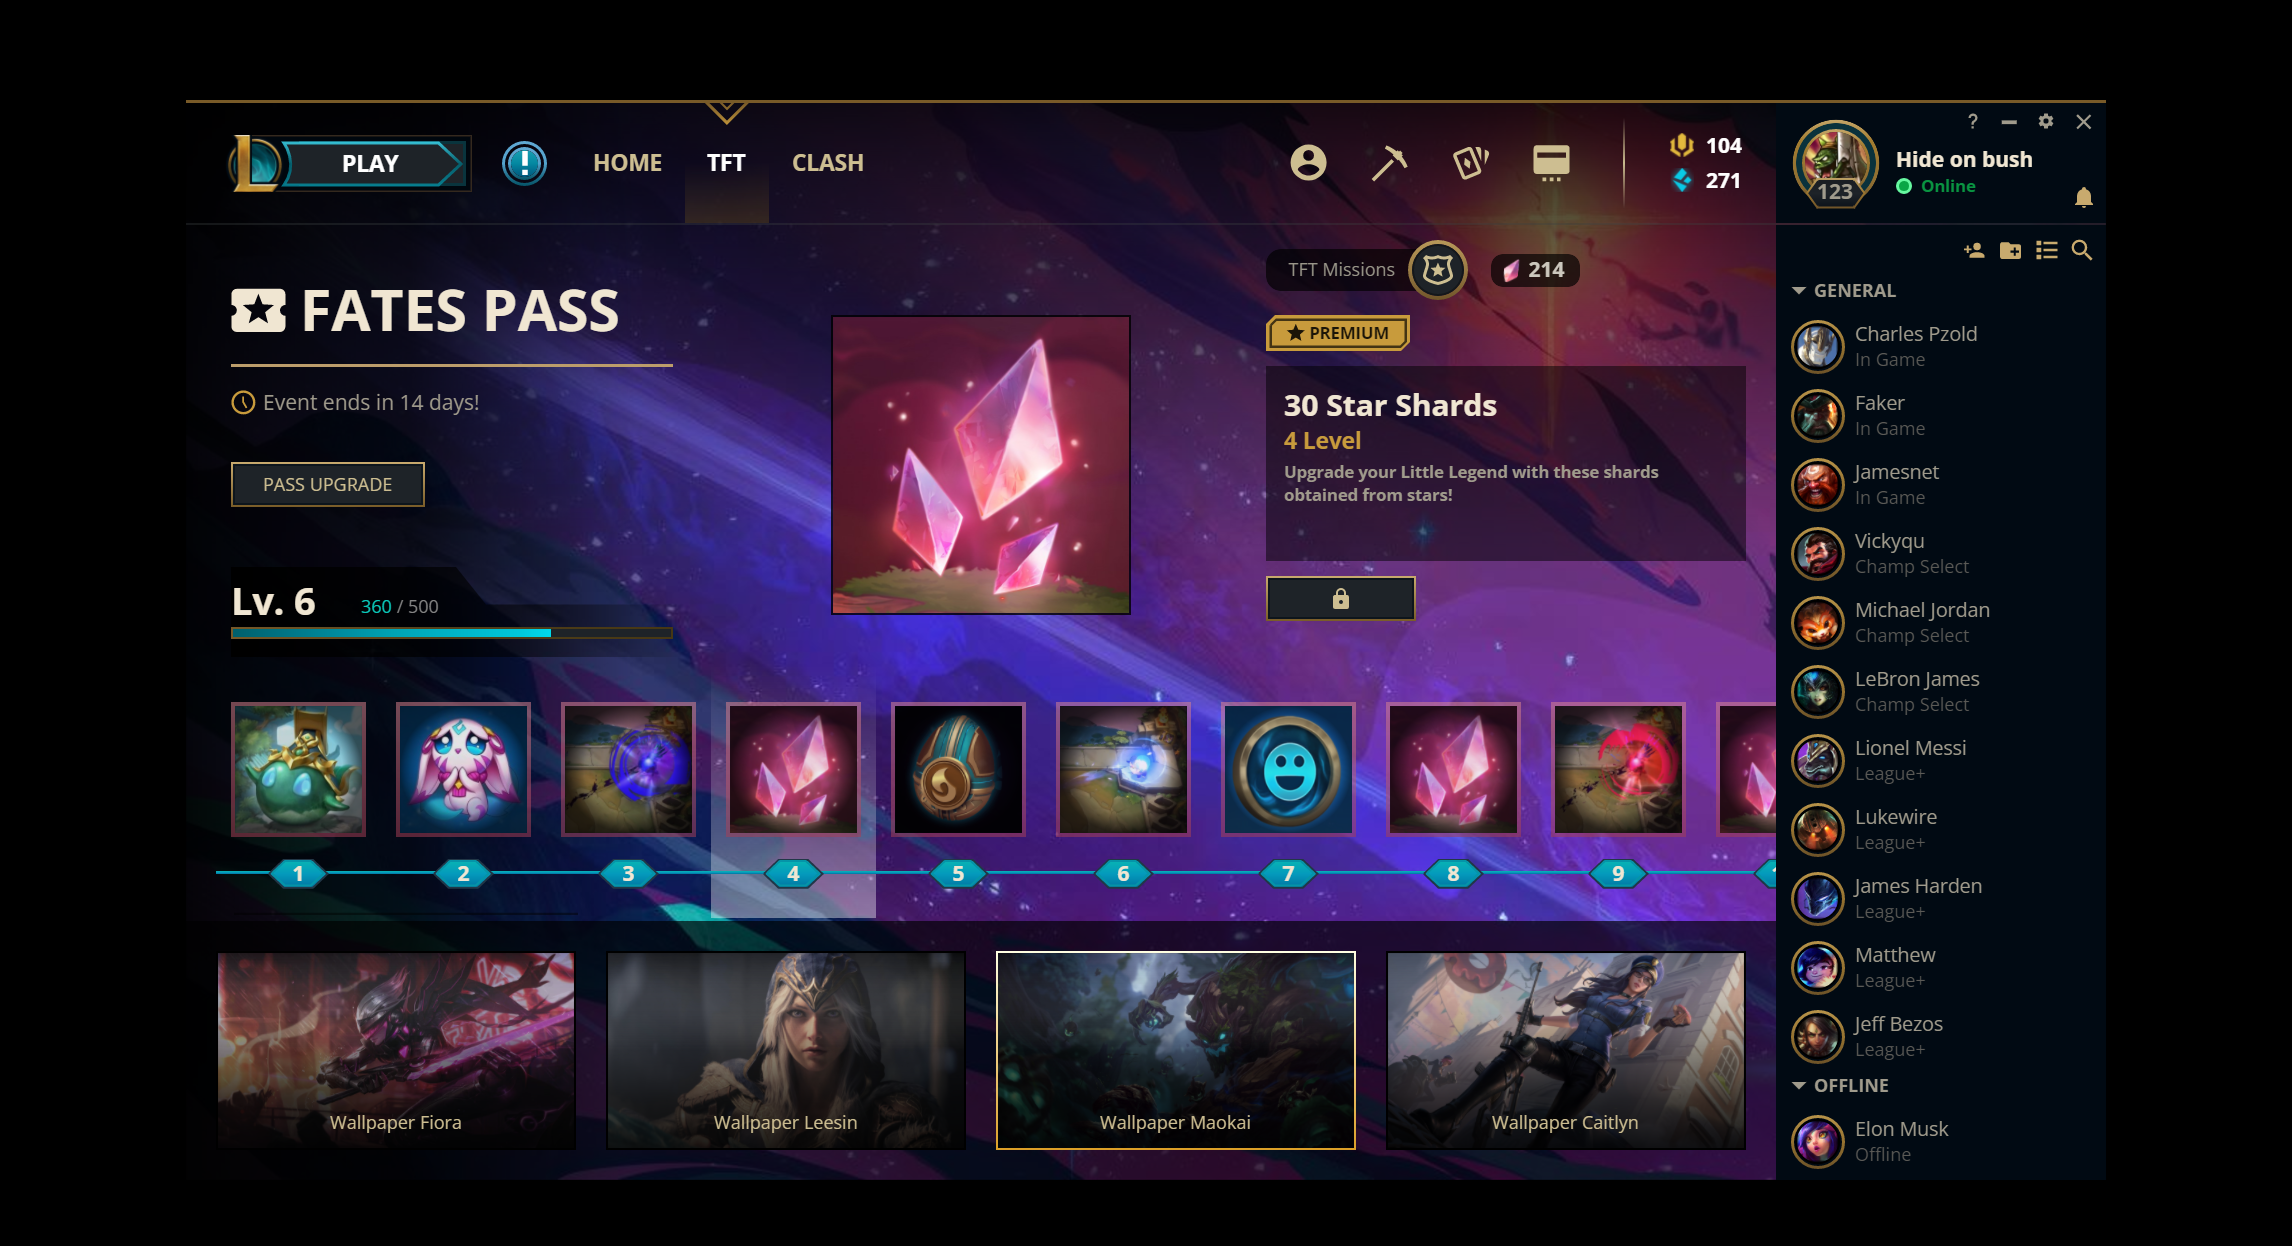 PLAY
HOME
TFT
CLASH
104
271
?
Hide on bush
Online
123
FATES PASS
Event ends in 14 days!
PASS UPGRADE
Lv. 6
360 / 500
TFT Missions
214
PREMIUM
30 Star Shards
4 Level
Upgrade your Little Legend with these shards
obtained from stars!
1
2
3
4
5
6
7
8
9
Wallpaper Fiora
Wallpaper Leesin
Wallpaper Maokai
Wallpaper Caitlyn
GENERAL
Charles Pzold
In Game
Faker
In Game
Jamesnet
In Game
Vickyqu
Champ Select
Michael Jordan
Champ Select
LeBron James
Champ Select
Lionel Messi
League+
Lukewire
League+
James Harden
League+
Matthew
League+
Jeff Bezos
League+
OFFLINE
Elon Musk
Offline